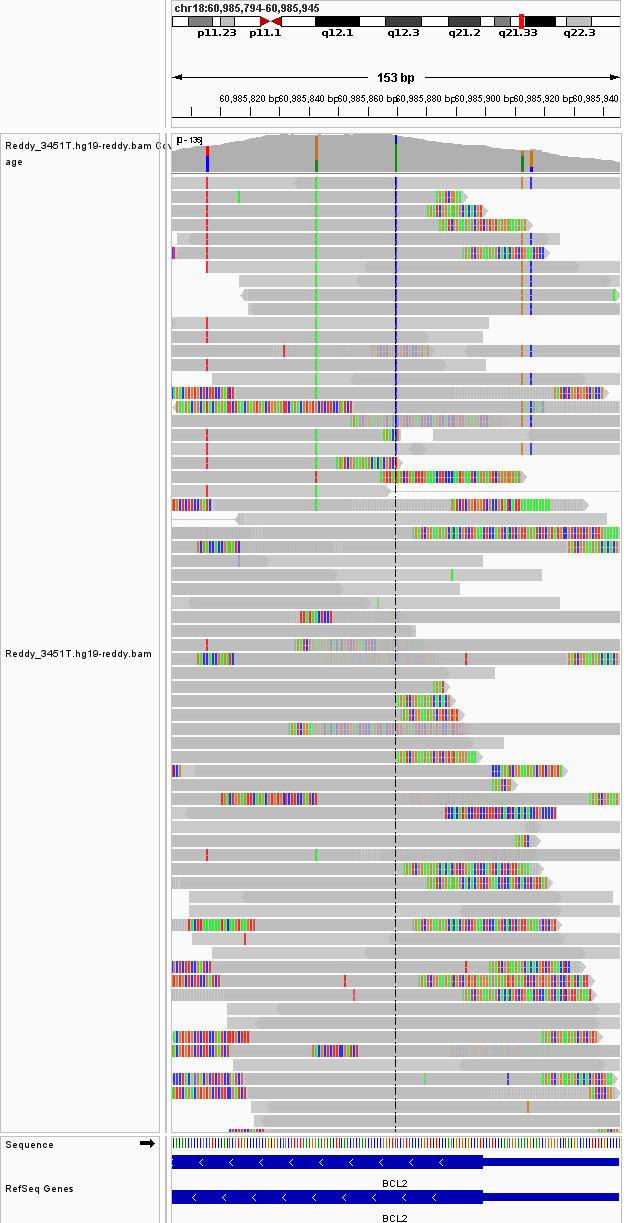 chr18:60,985,794-60,985,945
p11.23 p11.1 q12.1 q12.3 q21.2 q21.33 q22.3
153 bp
60,985,820 bp 60,985,840 bp 60,985,860 bp 60,985,880 bp 60,985,900 bp 60,985,920 bp 60,985,940
Reddy_3451T.hg19-reddy.bam Cov
age
[0 - 135]
Reddy_3451T.hg19-reddy.bam
Sequence
BCL2
RefSeq Genes
BCL2